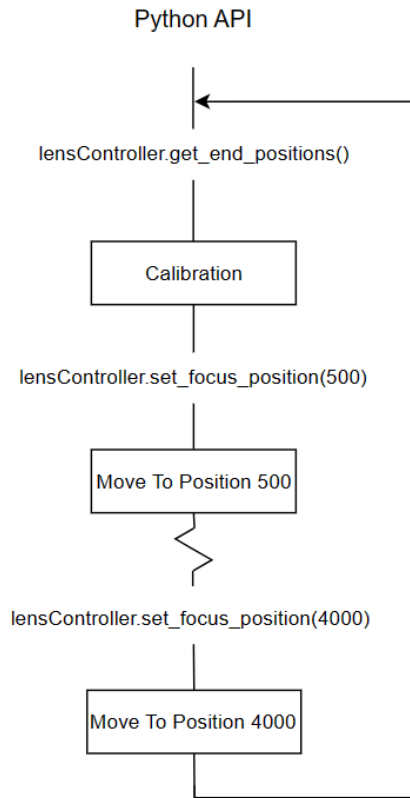 Python API
lensController.get_end_positions()
Calibration
lensController.set_focus_position(500)
Move To Position 500
lensController.set_focus_position(4000)
Move To Position 4000